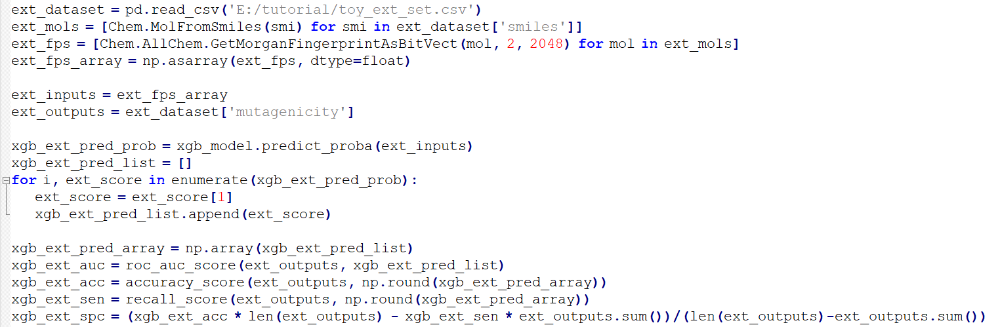 ext_dataset = pd.read_csv('E:/tutorial/toy_ext_set.csv')
ext_mols = [Chem.MolFromSmiles(smi) for smi in ext_dataset['smiles']]
ext_fps = [Chem.AllChem.GetMorganFingerprintAsBitVect(mol, 2, 2048) for mol in ext_mols]
ext_fps_array = np.asarray(ext_fps, dtype=float)
ext_inputs = ext_fps_array
ext_outputs = ext_dataset['mutagenicity']
xgb_ext_pred_prob = xgb_model.predict_proba(ext_inputs)
xgb_ext_pred_list = []
for i, ext_score in enumerate(xgb_ext_pred_prob):
    ext_score = ext_score[1]
    xgb_ext_pred_list.append(ext_score)
xgb_ext_pred_array = np.array(xgb_ext_pred_list)
xgb_ext_auc = roc_auc_score(ext_outputs, xgb_ext_pred_list)
xgb_ext_acc = accuracy_score(ext_outputs, np.round(xgb_ext_pred_array))
xgb_ext_sen = recall_score(ext_outputs, np.round(xgb_ext_pred_array))
xgb_ext_spc = (xgb_ext_acc * len(ext_outputs) - xgb_ext_sen * ext_outputs.sum())/(len(ext_outputs)-ext_outputs.sum())